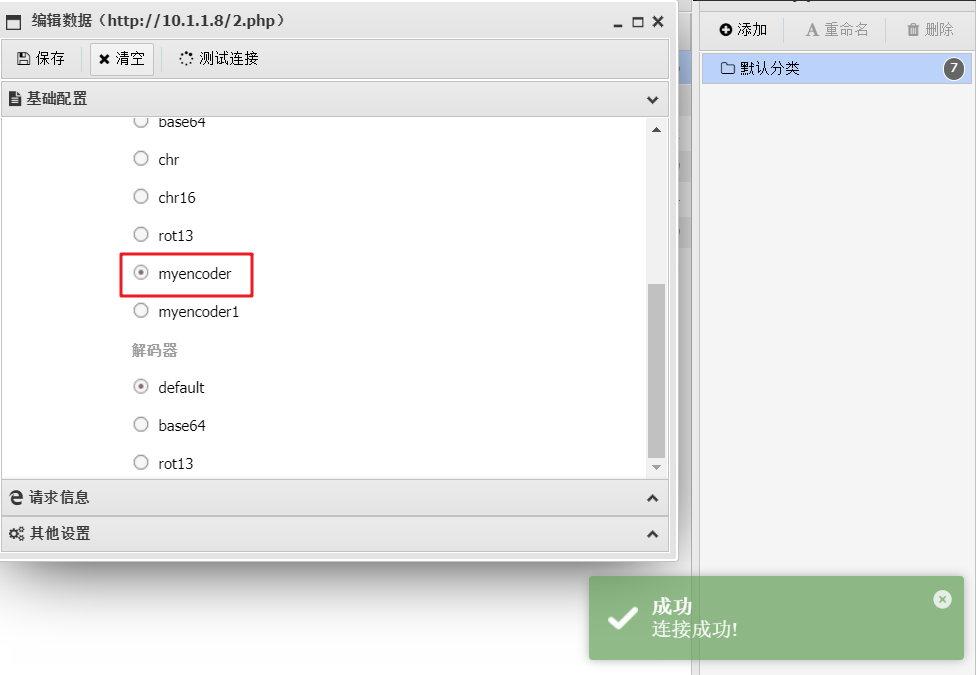 编辑数据（http://10.1.1.8/2.php）
保存 清空 测试连接
基础配置
base64
chr
chr16
rot13
myencoder
myencoder1
解码器
default
base64
rot13
请求信息
其他设置
添加 重命名 删除
默认分类 7
成功
连接成功!